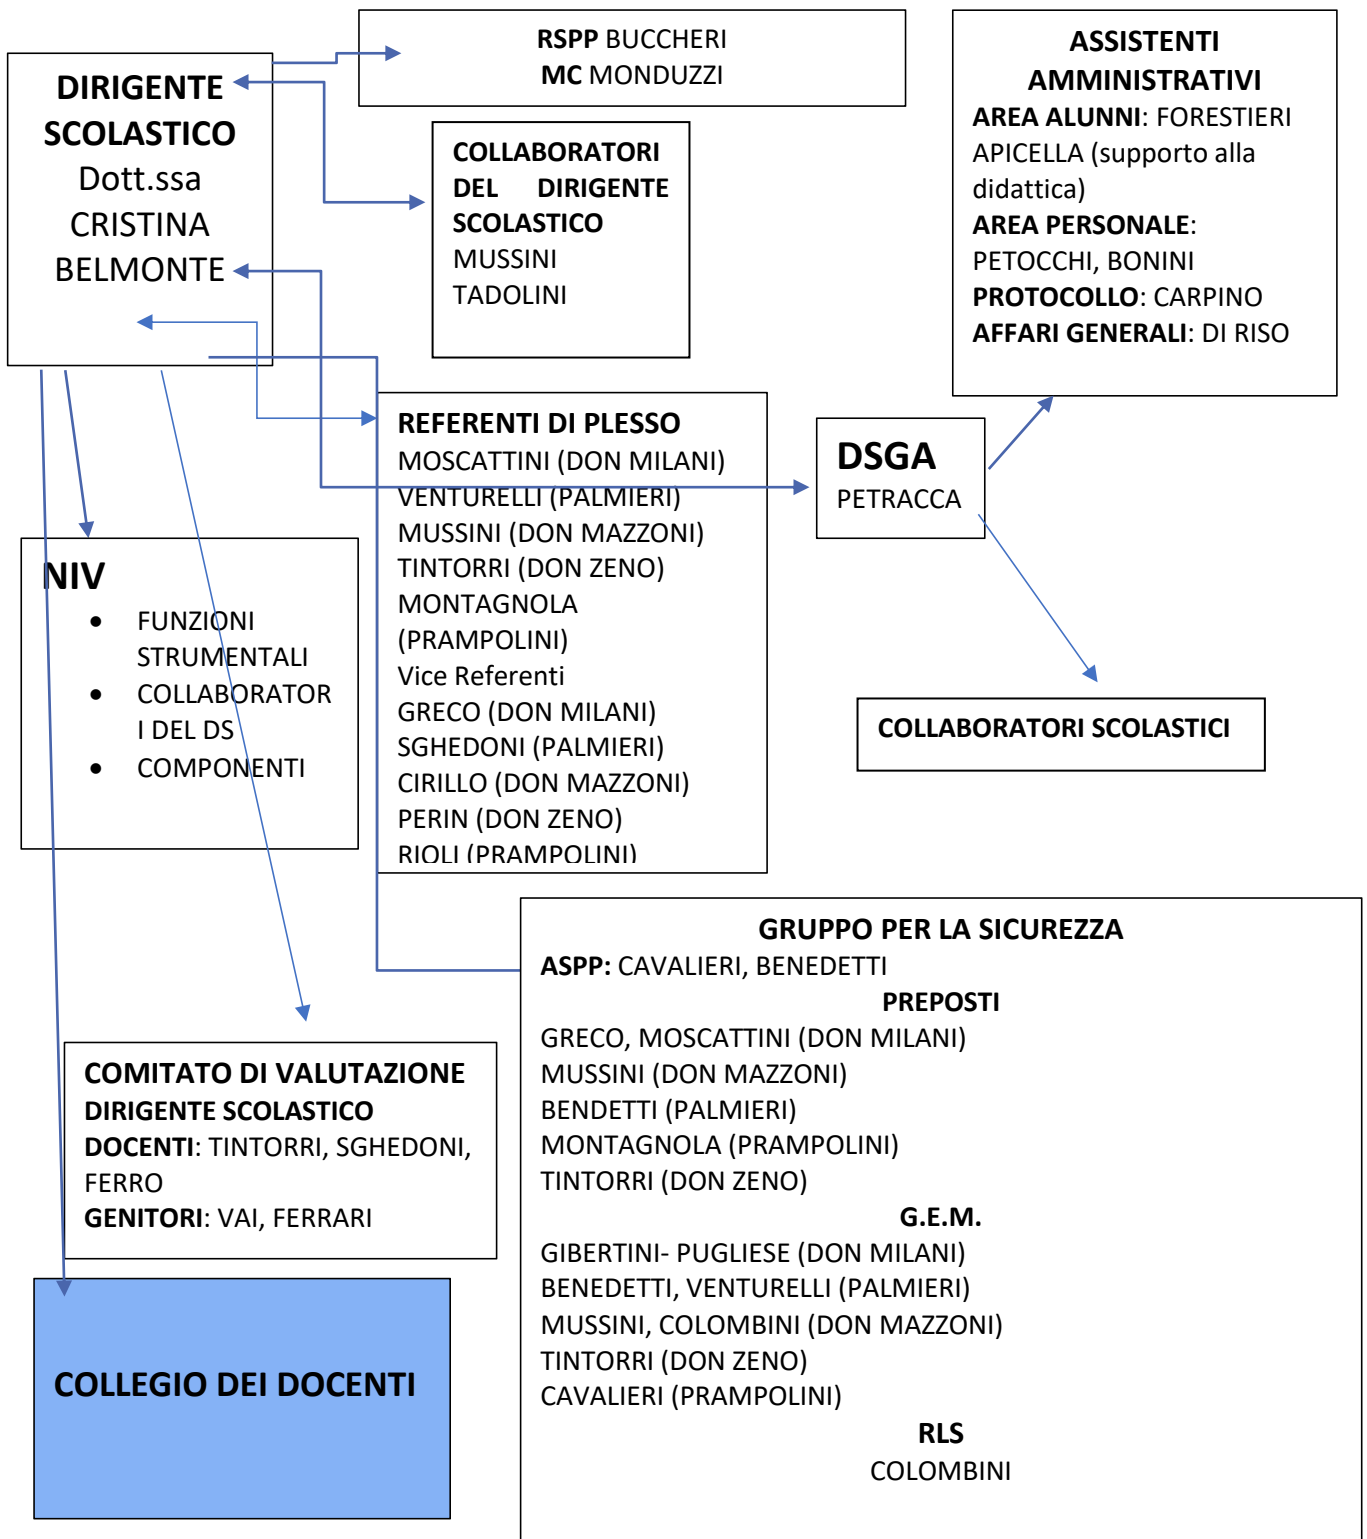 RSPP BUCCHERI
MC MONDUZZI
DIRIGENTE
SCOLASTICO
Dott.ssa
CRISTINA
BELMONTE
COLLABORATORI
DEL DIRIGENTE
SCOLASTICO
MUSSINI
TADOLINI
ASSISTENTI
AMMINISTRATIVI
AREA ALUNNI: FORESTIERI
APICELLA (supporto alla
didattica)
AREA PERSONALE:
PETOCCHI, BONINI
PROTOCOLLO: CARPINO
AFFARI GENERALI: DI RISO
REFERENTI DI PLESSO
MOSCATTINI (DON MILANI)
VENTURELLI (PALMIERI)
MUSSINI (DON MAZZONI)
TINTORRI (DON ZENO)
MONTAGNOLA
(PRAMPOLINI)
Vice Referenti
GRECO (DON MILANI)
SGHEDONI (PALMIERI)
CIRILLO (DON MAZZONI)
PERIN (DON ZENO)
RIOLI (PRAMPOLINI)
DSGA
PETRACCA
NIV
• FUNZIONI
STRUMENTALI
• COLLABORATOR
I DEL DS
• COMPONENTI
COLLABORATORI SCOLASTICI
GRUPPO PER LA SICUREZZA
ASPP: CAVALIERI, BENEDETTI
PREPOSTI
GRECO, MOSCATTINI (DON MILANI)
MUSSINI (DON MAZZONI)
BENDETTI (PALMIERI)
MONTAGNOLA (PRAMPOLINI)
TINTORRI (DON ZENO)
G.E.M.
GIBERTINI- PUGLIESE (DON MILANI)
BENEDETTI, VENTURELLI (PALMIERI)
MUSSINI, COLOMBINI (DON MAZZONI)
TINTORRI (DON ZENO)
CAVALIERI (PRAMPOLINI)
RLS
COLOMBINI
COMITATO DI VALUTAZIONE
DIRIGENTE SCOLASTICO
DOCENTI: TINTORRI, SGHEDONI,
FERRO
GENITORI: VAI, FERRARI
COLLEGIO DEI DOCENTI